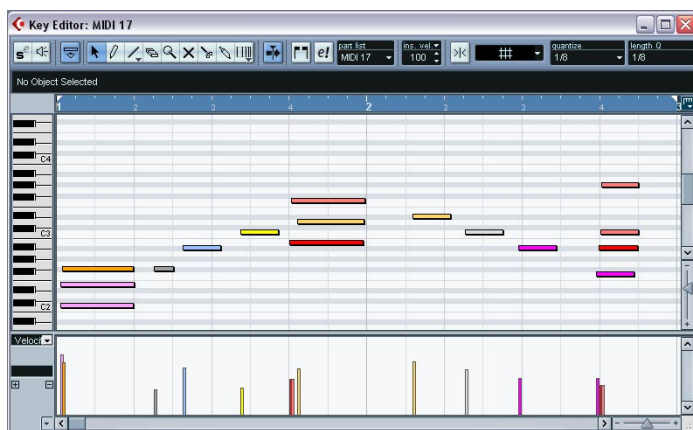 Key Editor: MIDI 17
part list
MIDI 17
ins. vel.
100
quantize
1/8
length Q
1/8
No Object Selected
1 2 3 4 2 2 3 4 3
C4
C3
C2
Veloci